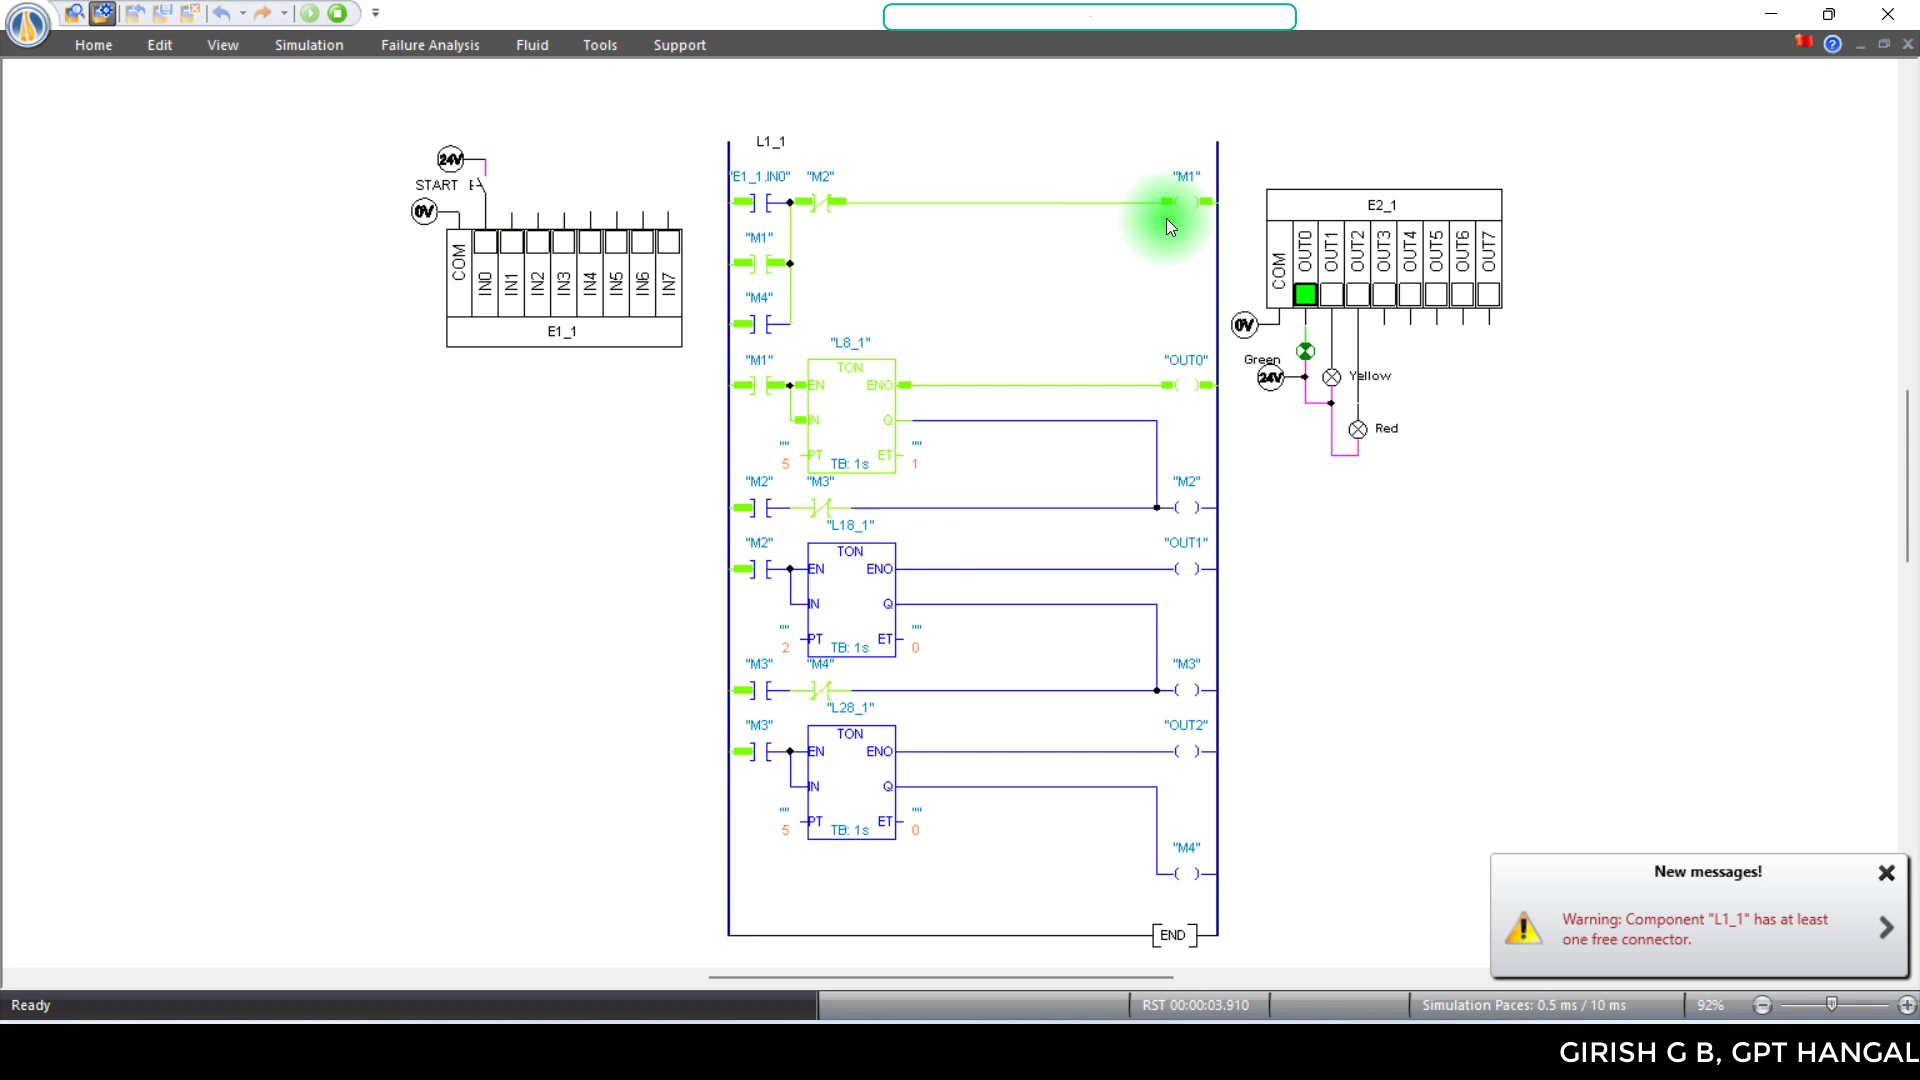 Home Edit View Simulation Failure Analysis Fluid Tools Support
L1_1
"E1_1.IN0" "M2" "M1"
24V
START
0V
COM IN0 IN1 IN2 IN3 IN4 IN5 IN6 IN7
E1_1
"M1"
"M4"
E2_1
COM OUT0 OUT1 OUT2 OUT3 OUT4 OUT5 OUT6 OUT7
0V
Green
24V
Yellow
Red
"L8_1"
"M1" TON "OUT0"
EN ENO
IN Q
"" ""
5 PT TB: 1s ET 1
"M2" "M3" "M2"
"L18_1"
"M2" TON "OUT1"
EN ENO
IN Q
"" ""
2 PT TB: 1s ET 0
"M3" "M4" "M3"
"L28_1"
"M3" TON "OUT2"
EN ENO
IN Q
"" ""
5 PT TB: 1s ET 0
"M4"
END
New messages!
Warning: Component "L1_1" has at least
one free connector.
Ready RST 00:00:03.910 Simulation Paces: 0.5 ms / 10 ms 92%
GIRISH G B, GPT HANGAL